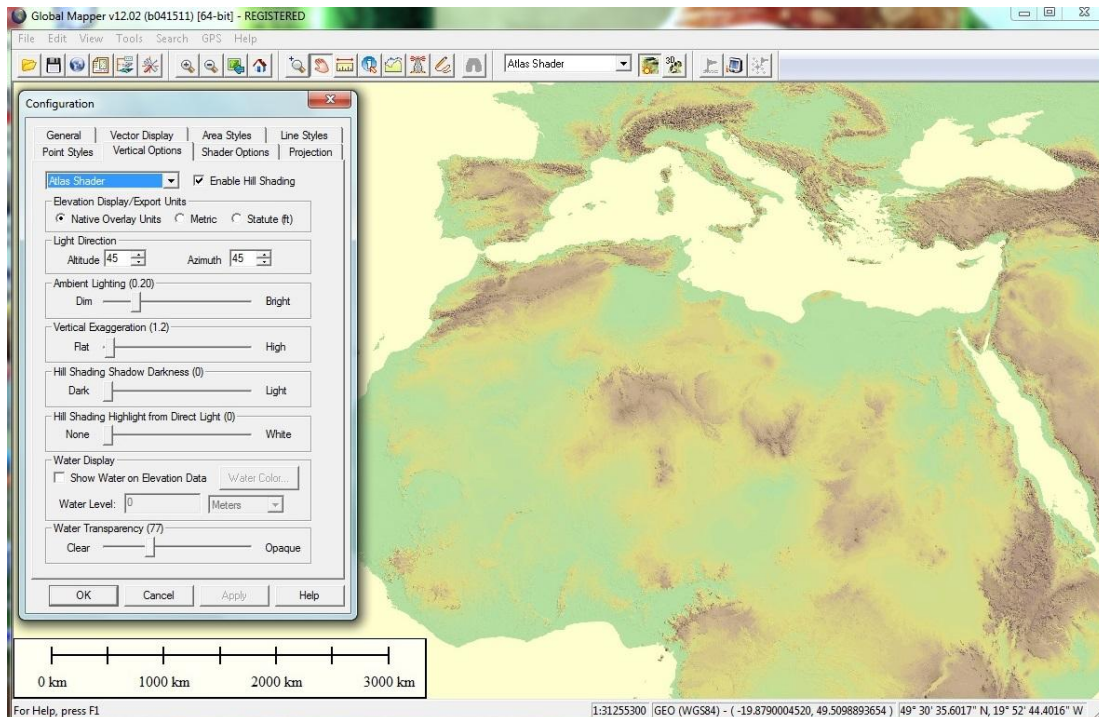 Global Mapper v12.02 (b041511) [64-bit] - REGISTERED
File Edit View Tools Search GPS Help
Atlas Shader
3D
Configuration
General Vector Display Area Styles Line Styles
Point Styles Vertical Options Shader Options Projection
Atlas Shader Enable Hill Shading
Elevation Display/Export Units
Native Overlay Units Metric Statute (ft)
Light Direction
Altitude 45 Azimuth 45
Ambient Lighting (0.20)
Dim Bright
Vertical Exaggeration (1.2)
Flat High
Hill Shading Shadow Darkness (0)
Dark Light
Hill Shading Highlight from Direct Light (0)
None White
Water Display
Show Water on Elevation Data Water Color...
Water Level: 0 Meters
Water Transparency (77)
Clear Opaque
OK Cancel Apply Help
0 km 1000 km 2000 km 3000 km
For Help, press F1
1:31255300 GEO (WGS84) - ( -19.8790004520, 49.5098893654 ) 49° 30' 35.6017" N, 19° 52' 44.4016" W